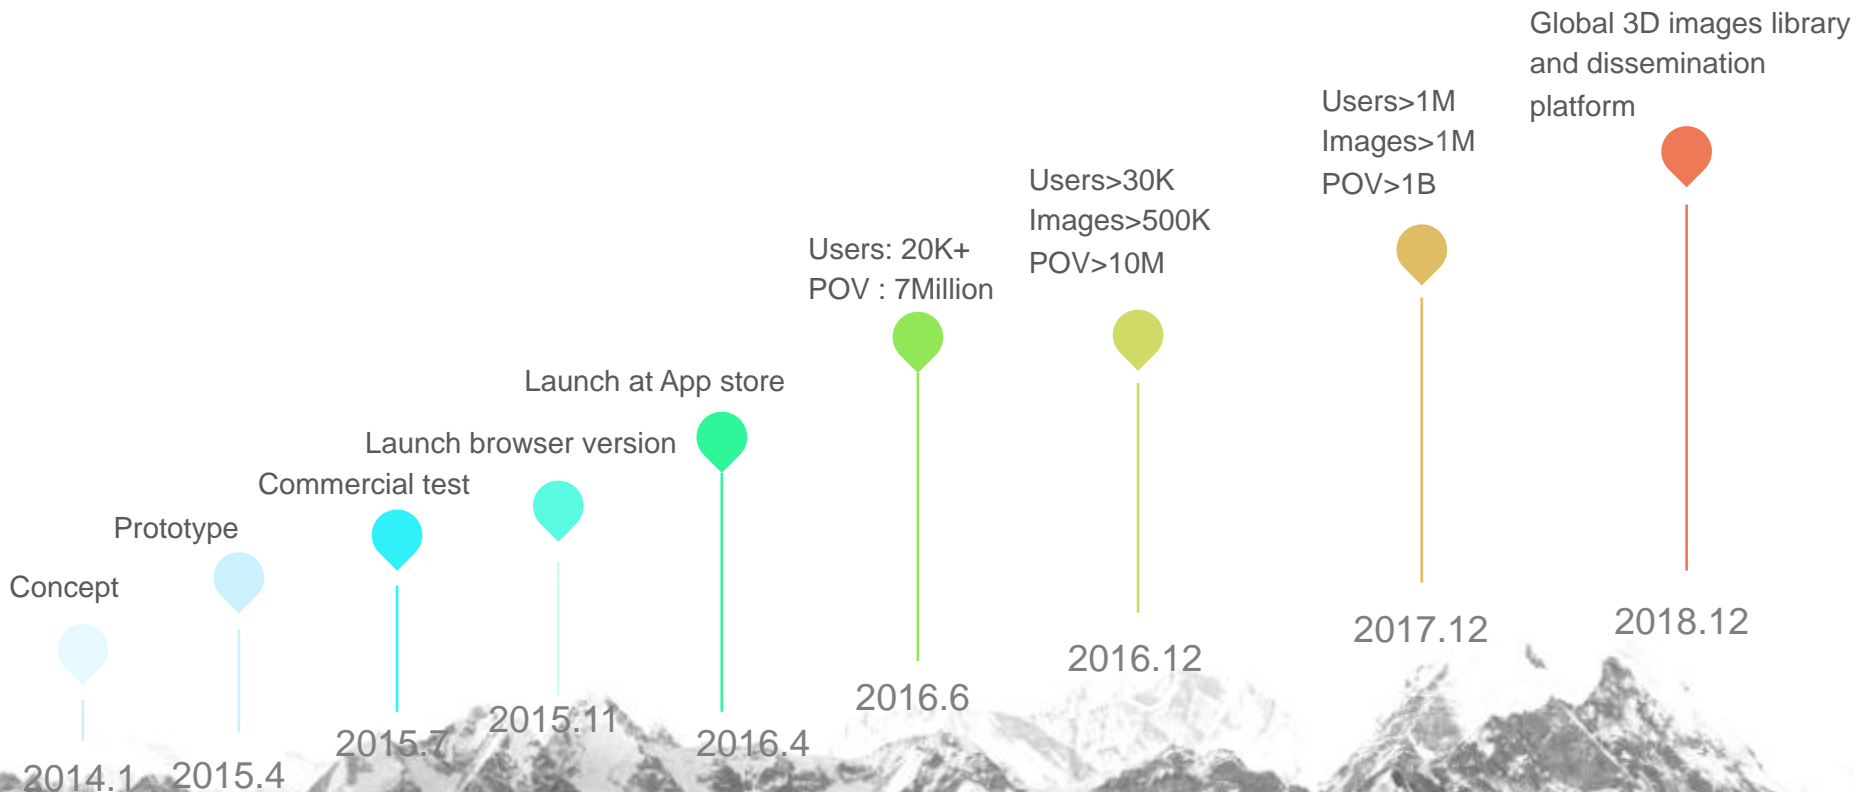 Concept
2014.1
Prototype
2015.4
Commercial test
2015.7
Launch browser version
2015.11
Launch at App store
2016.4
Users: 20K+
POV : 7Million
2016.6
Users>30K
Images>500K
POV>10M
2016.12
Users>1M
Images>1M
POV>1B
2017.12
Global 3D images library
and dissemination
platform
2018.12